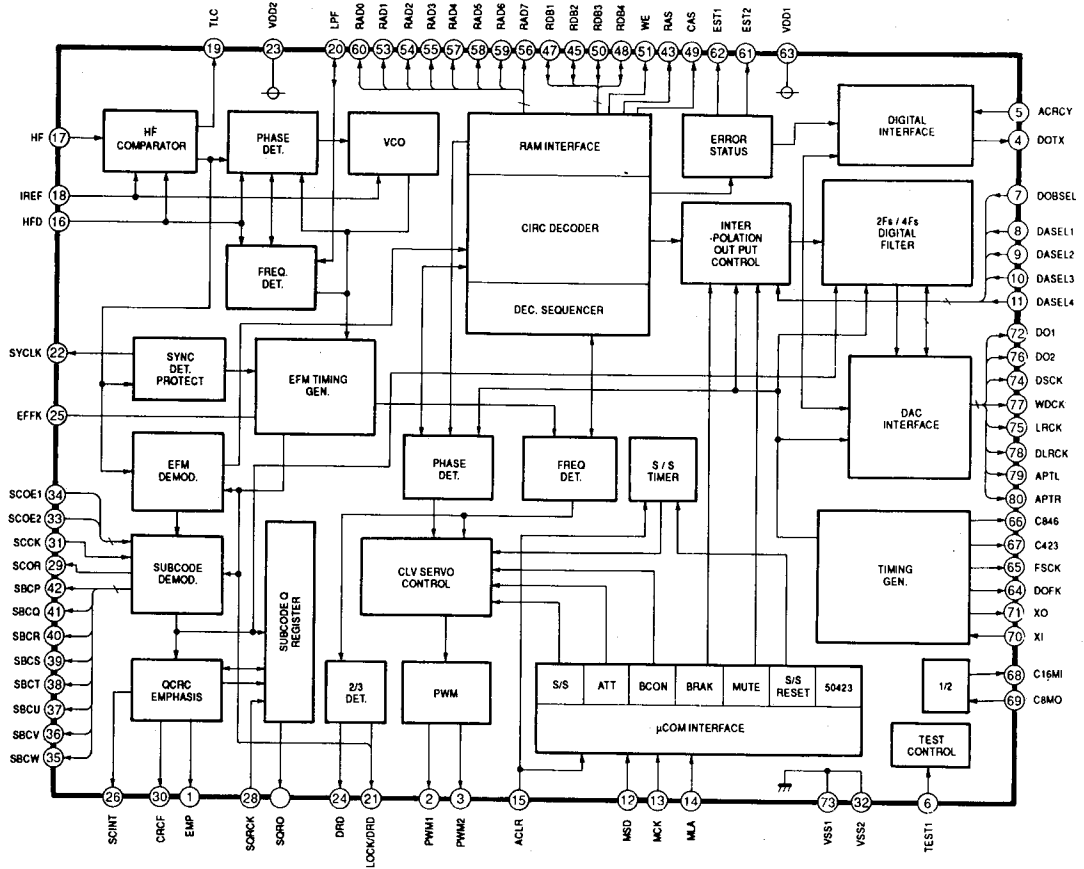 TLC
VDD2
LPF
RAD0
RAD1
RAD2
RAD3
RAD4
RAD5
RAD6
RAD7
RDB1
RDB2
RDB3
RDB4
WE
RAS
CAS
EST1
EST2
VDD1
19
23
20
60
53
54
55
57
58
59
56
47
45
50
48
51
43
49
62
61
63
HF 17
IREF 18
HFD 16
SYCLK 22
EFFK 25
SCOE1 34
SCOE2 33
SCCK 31
SCOR 29
SBCP 42
SBCQ 41
SBCR 40
SBCS 39
SBCT 38
SBCU 37
SBCV 36
SBCW 35
HF
COMPARATOR
PHASE
DET.
VCO
FREQ.
DET.
SYNC
DET.
PROTECT
EFM TIMING
GEN.
EFM
DEMOD.
SUBCODE
DEMOD.
QCRC
EMPHASIS
SUBCODE Q
REGISTER
RAM INTERFACE
CIRC DECODER
DEC. SEQUENCER
ERROR
STATUS
DIGITAL
INTERFACE
INTER
-POLATION
OUT PUT
CONTROL
2Fs / 4Fs
DIGITAL
FILTER
DAC
INTERFACE
PHASE
DET.
FREQ
DET.
S / S
TIMER
CLV SERVO
CONTROL
2/3
DET.
PWM
TIMING
GEN.
S/S
ATT
BCON
BRAK
MUTE
S/S
RESET
50423
μCOM INTERFACE
1/2
TEST
CONTROL
5 ACRCY
4 DOTX
7 DOBSEL
8 DASEL1
9 DASEL2
10 DASEL3
11 DASEL4
72 DO1
76 DO2
74 DSCK
77 WDCK
75 LRCK
78 DLRCK
79 APTL
80 APTR
66 C846
67 C423
65 FSCK
64 DOFK
71 XO
70 XI
68 C16MI
69 C8MO
26
30
1
28
24
21
2
3
15
12
13
14
73
32
6
SCINT
CRCF
EMP
SQRCK
SQRO
DRD
LOCK/DRD
PWM1
PWM2
ACLR
MSD
MCK
MLA
VSS1
VSS2
TEST1